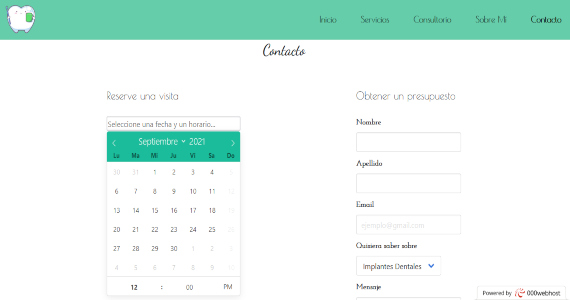 Inicio Servicios Consultorio Sobre Mi Contacto
Contacto
Reserve una visita
Seleccione una fecha y un horario...
Septiembre 2021
Lu Ma Mi Ju Vi Sa Do
30 31 1 2 3 4
6 7 8 9 10 11 12
13 14 15 16 17 18 19
20 21 22 23 24 25 26
27 28 29 30 1 2 3
4 5 6 7 8 9 10
12 : 00 PM
Obtener un presupuesto
Nombre
Apellido
Email
ejemplo@gmail.com
Quisiera saber sobre
Implantes Dentales
Mensaje
Powered by 000webhost